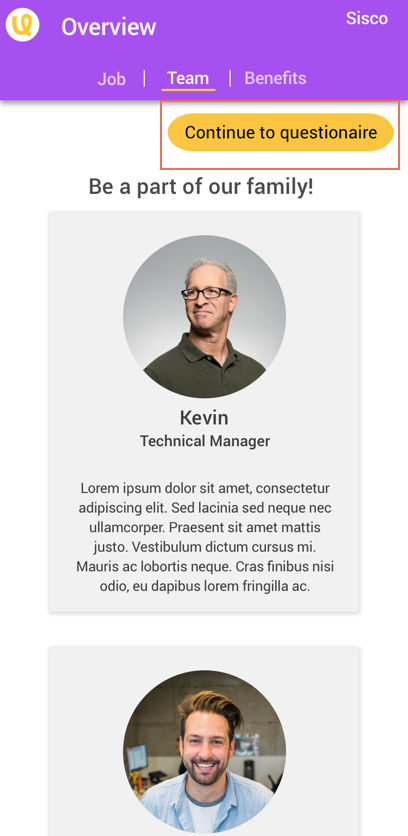 Overview
Sisco
Job | Team | Benefits
Continue to questionaire
Be a part of our family!
Kevin
Technical Manager
Lorem ipsum dolor sit amet, consectetur
adipiscing elit. Sed lacinia sed neque nec
ullamcorper. Praesent sit amet mattis
justo. Vestibulum dictum cursus mi.
Mauris ac lobortis neque. Cras finibus nisi
odio, eu dapibus lorem fringilla ac.